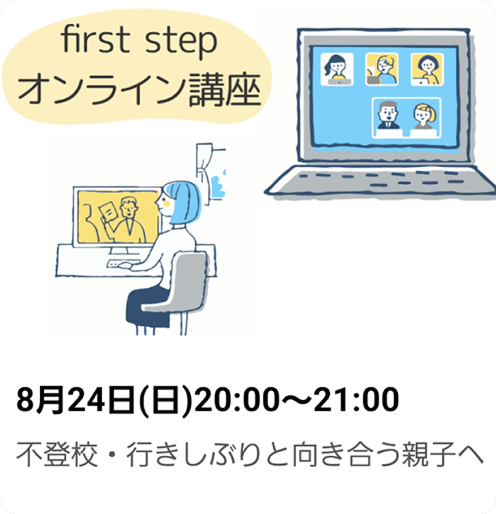 first step
オンライン講座
8月24日(日)20:00〜21:00
不登校・行きしぶりと向き合う親子へ